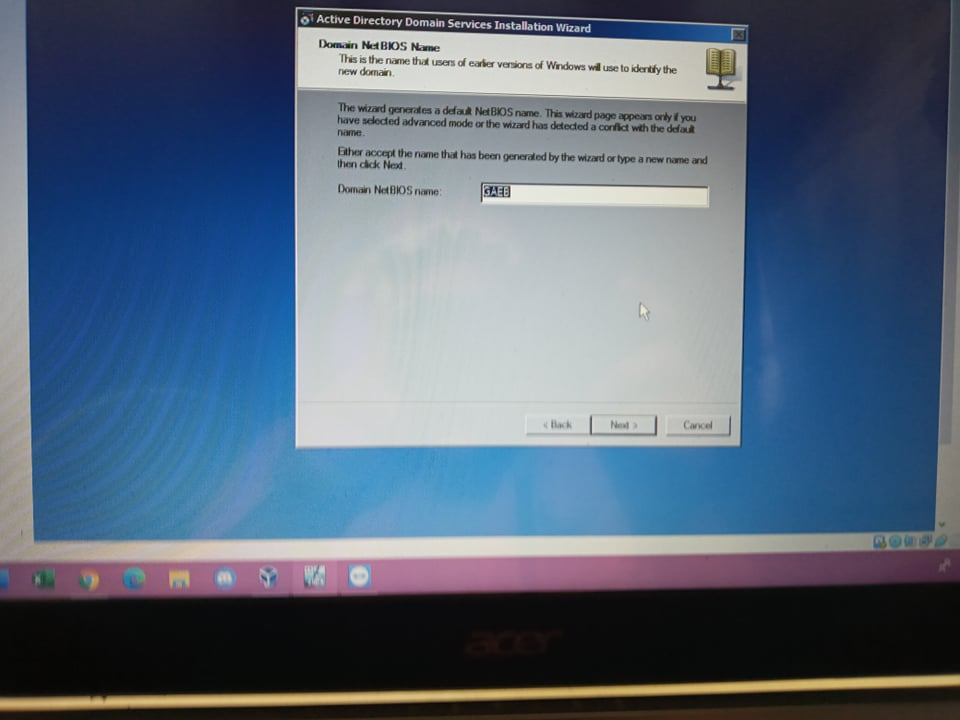 Active Directory Domain Services Installation Wizard
Domain NetBIOS Name
This is the name that users of earlier versions of Windows will use to identify the
new domain.
The wizard generates a default NetBIOS name. This wizard page appears only if you
have selected advanced mode or the wizard has detected a conflict with the default
name.
Either accept the name that has been generated by the wizard or type a new name and
then click Next.
Domain NetBIOS name:
< Back
Next >
Cancel
acer